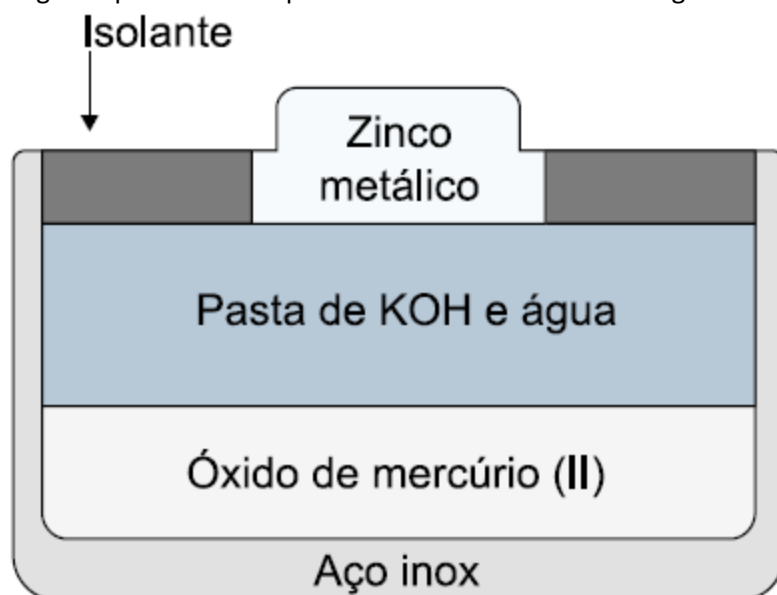 Isolante
Zinco
metálico
Pasta de KOH e água
Óxido de mercúrio (II)
Aço inox